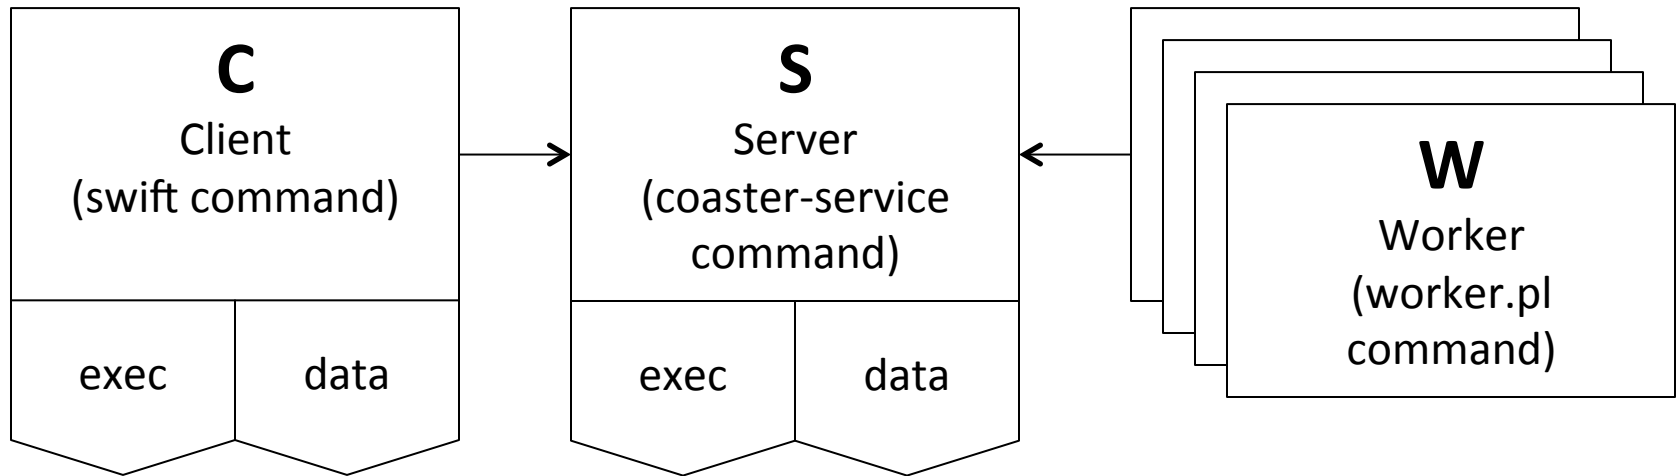 C
Client
(swift command)
exec
data
S
Server
(coaster-service
command)
exec
data
W
Worker
(worker.pl
command)